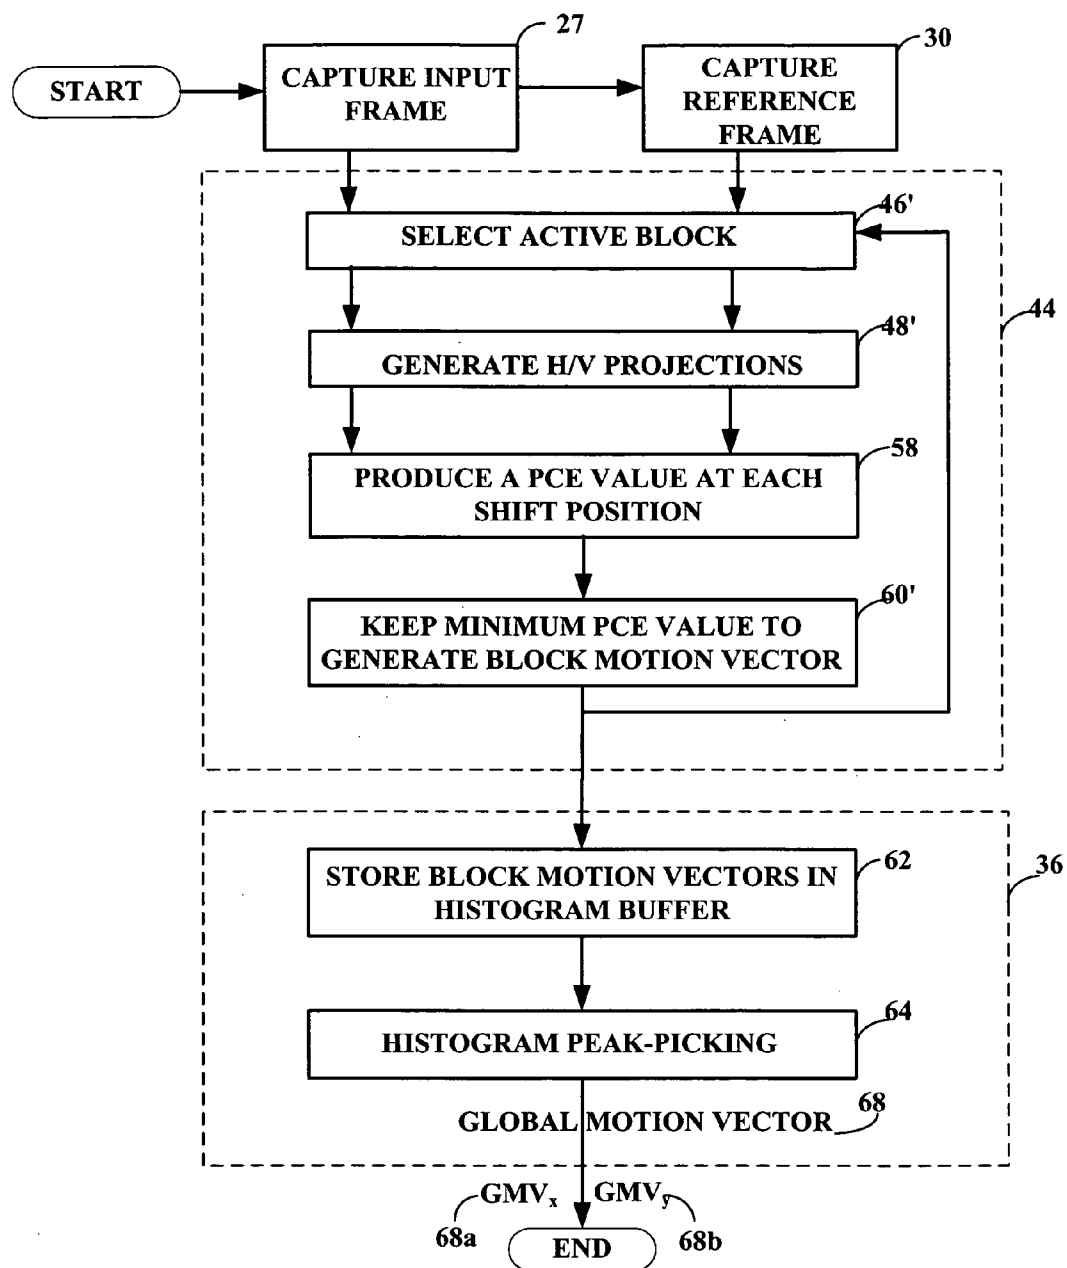 27
30
START
CAPTURE INPUT
FRAME
CAPTURE
REFERENCE
FRAME
46'
SELECT ACTIVE BLOCK
44
48'
GENERATE H/V PROJECTIONS
58
PRODUCE A PCE VALUE AT EACH
SHIFT POSITION
60'
KEEP MINIMUM PCE VALUE TO
GENERATE BLOCK MOTION VECTOR
62
36
STORE BLOCK MOTION VECTORS IN
HISTOGRAM BUFFER
64
HISTOGRAM PEAK-PICKING
GLOBAL MOTION VECTOR 68
GMVx GMVy
68a 68b
END